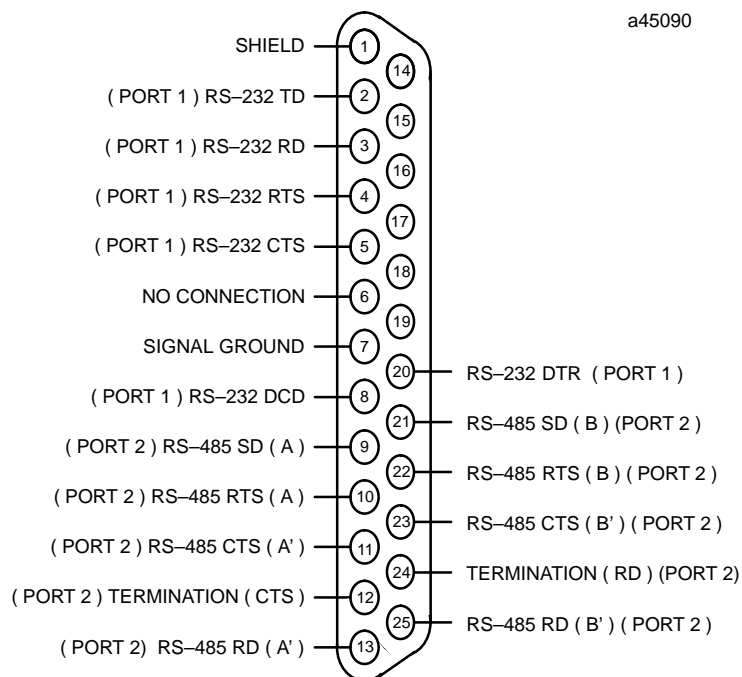 a45090
SHIELD 1
14
( PORT 1 ) RS–232 TD 2
15
( PORT 1 ) RS–232 RD 3
16
( PORT 1 ) RS–232 RTS 4
17
( PORT 1 ) RS–232 CTS 5
18
NO CONNECTION 6
19
SIGNAL GROUND 7
20 RS–232 DTR ( PORT 1 )
( PORT 1 ) RS–232 DCD 8
21 RS–485 SD ( B ) (PORT 2 )
( PORT 2 ) RS–485 SD ( A ) 9
22 RS–485 RTS ( B ) ( PORT 2 )
( PORT 2 ) RS–485 RTS ( A ) 10
23 RS–485 CTS ( B' ) ( PORT 2 )
( PORT 2 ) RS–485 CTS ( A' ) 11
24 TERMINATION ( RD ) (PORT 2)
( PORT 2 ) TERMINATION ( CTS ) 12
25 RS–485 RD ( B' ) ( PORT 2 )
( PORT 2) RS–485 RD ( A' ) 13